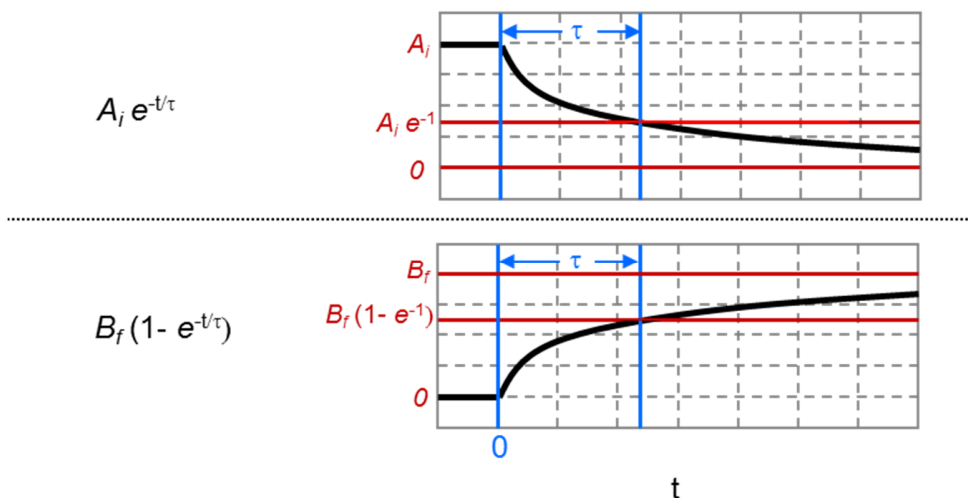 τ
A_i
A_i e^{-t/τ}
A_i e^{-1}
0
τ
B_f
B_f (1- e^{-1})
B_f (1- e^{-t/τ})
0
0
t